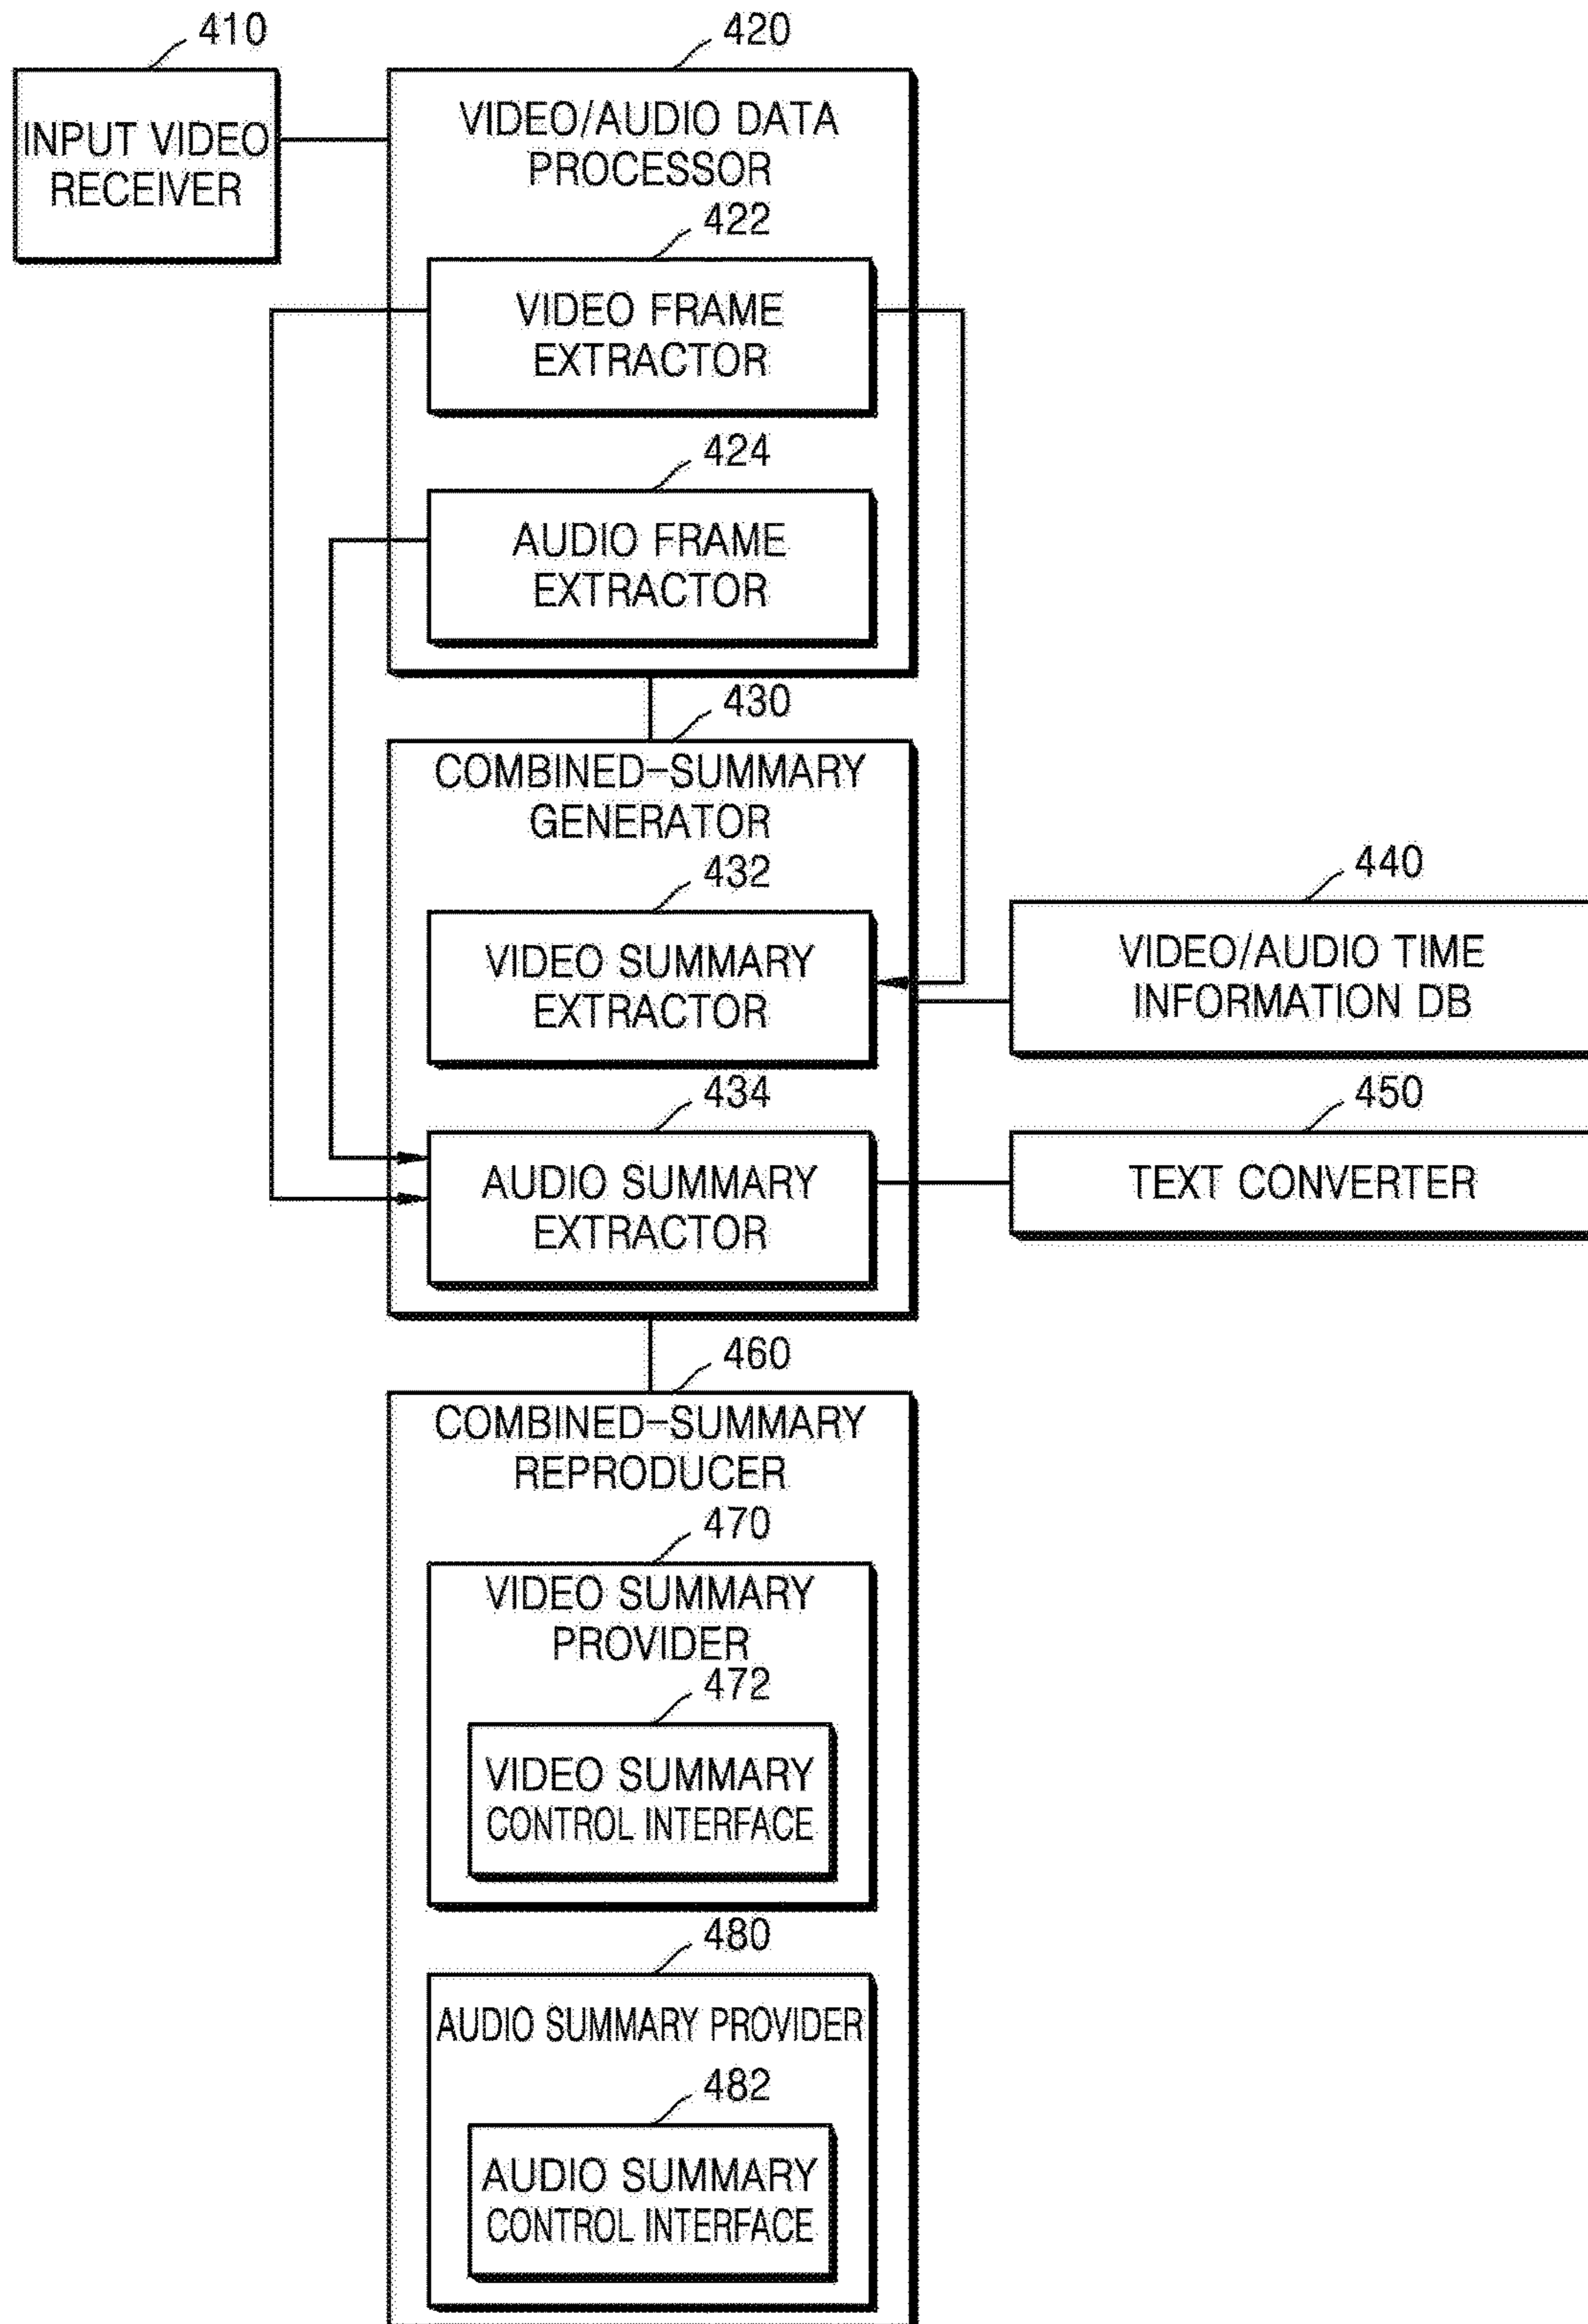 410
INPUT VIDEO
RECEIVER
420
VIDEO/AUDIO DATA
PROCESSOR
422
VIDEO FRAME
EXTRACTOR
424
AUDIO FRAME
EXTRACTOR
430
COMBINED-SUMMARY
GENERATOR
432
VIDEO SUMMARY
EXTRACTOR
434
AUDIO SUMMARY
EXTRACTOR
440
VIDEO/AUDIO TIME
INFORMATION DB
450
TEXT CONVERTER
460
COMBINED-SUMMARY
REPRODUCER
470
VIDEO SUMMARY
PROVIDER
472
VIDEO SUMMARY
CONTROL INTERFACE
480
AUDIO SUMMARY PROVIDER
482
AUDIO SUMMARY
CONTROL INTERFACE